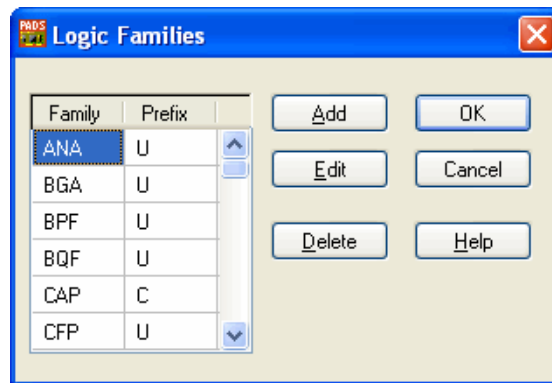 PADS Logic Families
Family Prefix
ANA U
BGA U
BPF U
BQF U
CAP C
CFP U
Add OK
Edit Cancel
Delete Help